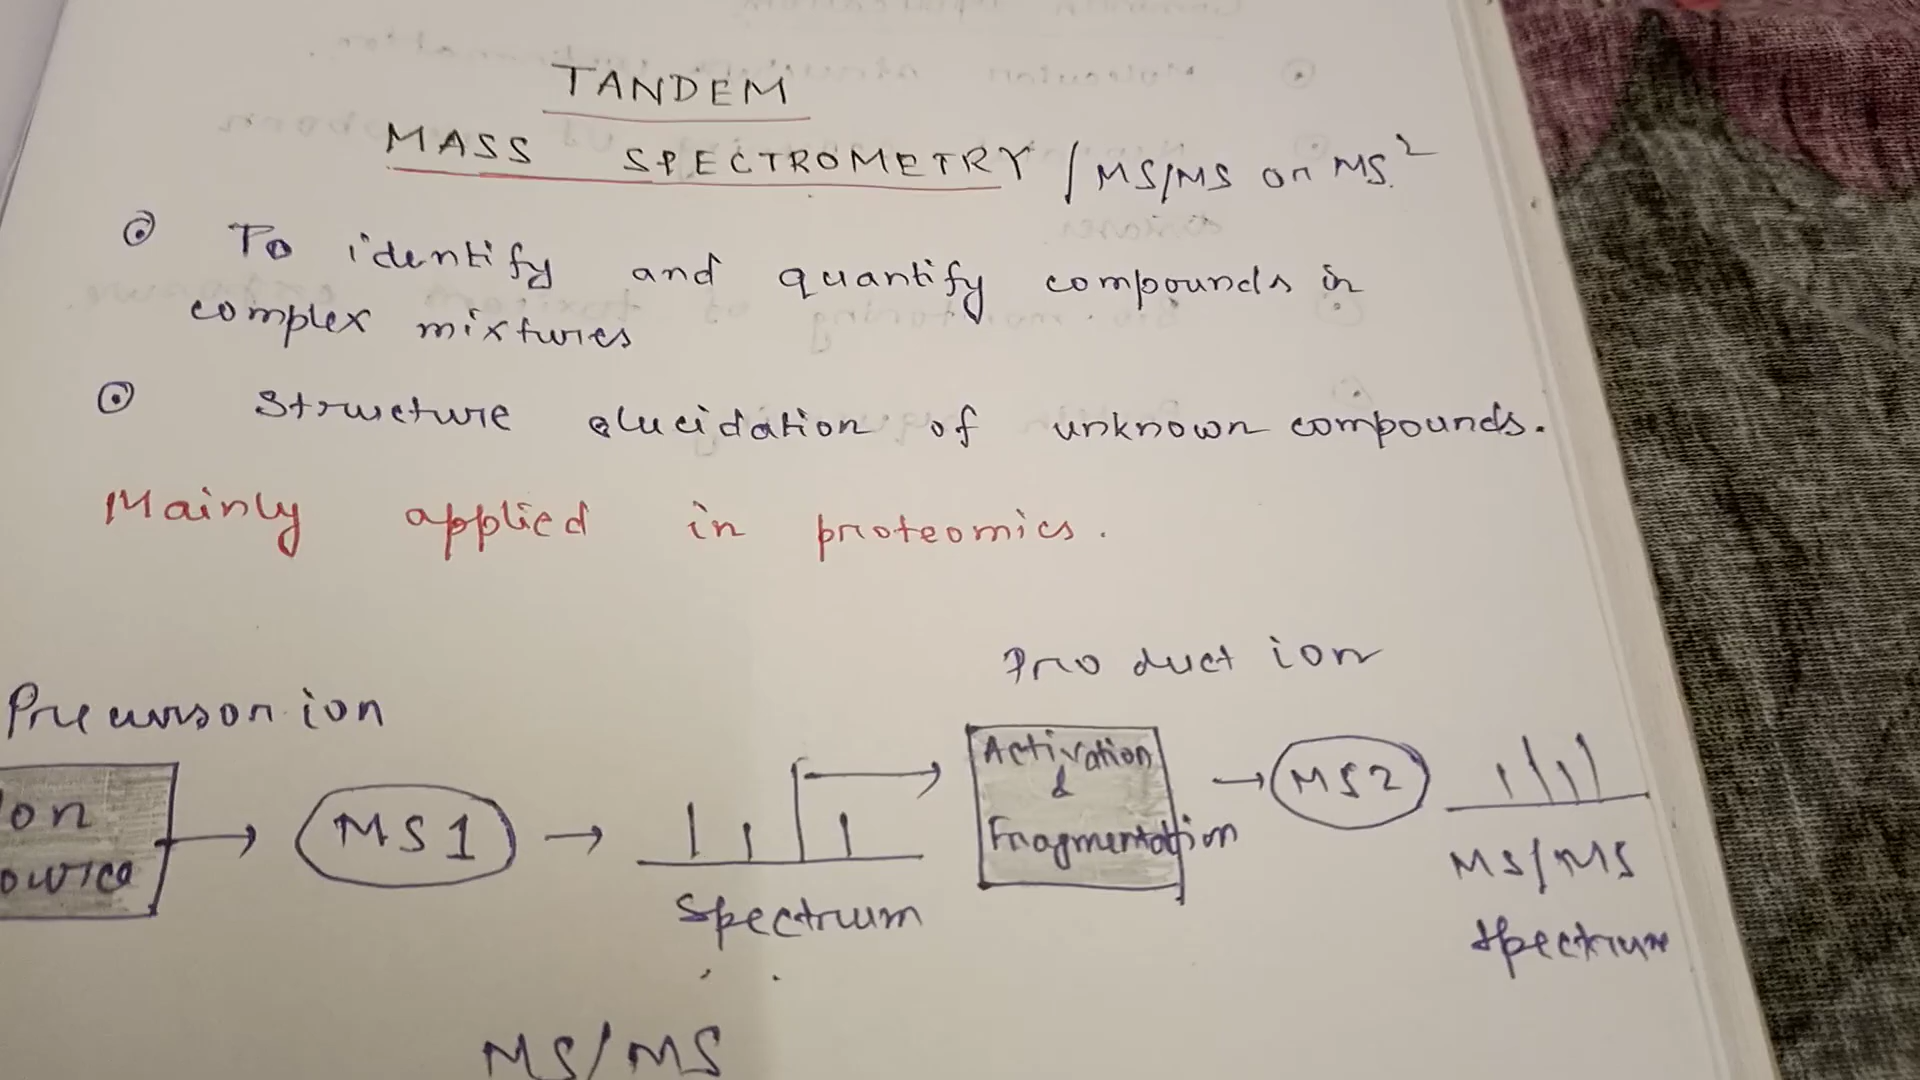 TANDEM
MASS SPECTROMETRY / MS/MS or MS²
To identify and quantify compounds in
complex mixtures
Structure elucidation of unknown compounds.
Mainly applied in proteomics.
Product ion
Precursor ion
Activation
&
Fragmentation
MS2
on
ource
MS1
MS/MS
Spectrum
Spectrum
MS/MS